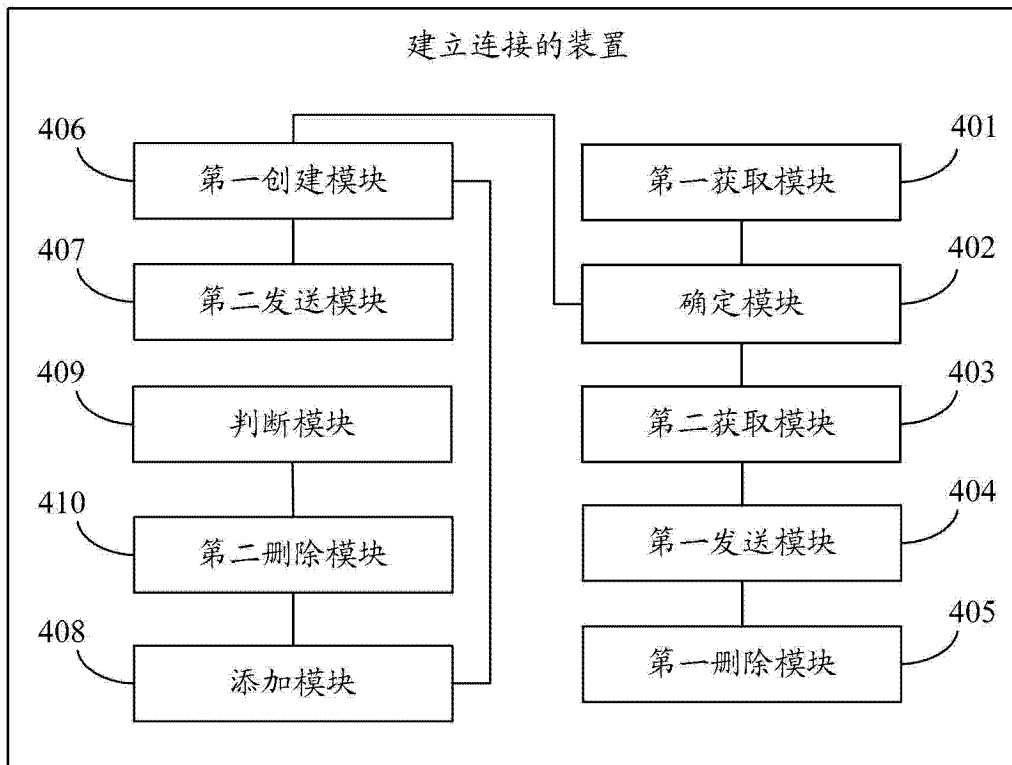 建立连接的装置
406
第一创建模块
401
第一获取模块
407
第二发送模块
402
确定模块
409
判断模块
403
第二获取模块
410
第二删除模块
404
第一发送模块
408
添加模块
405
第一删除模块